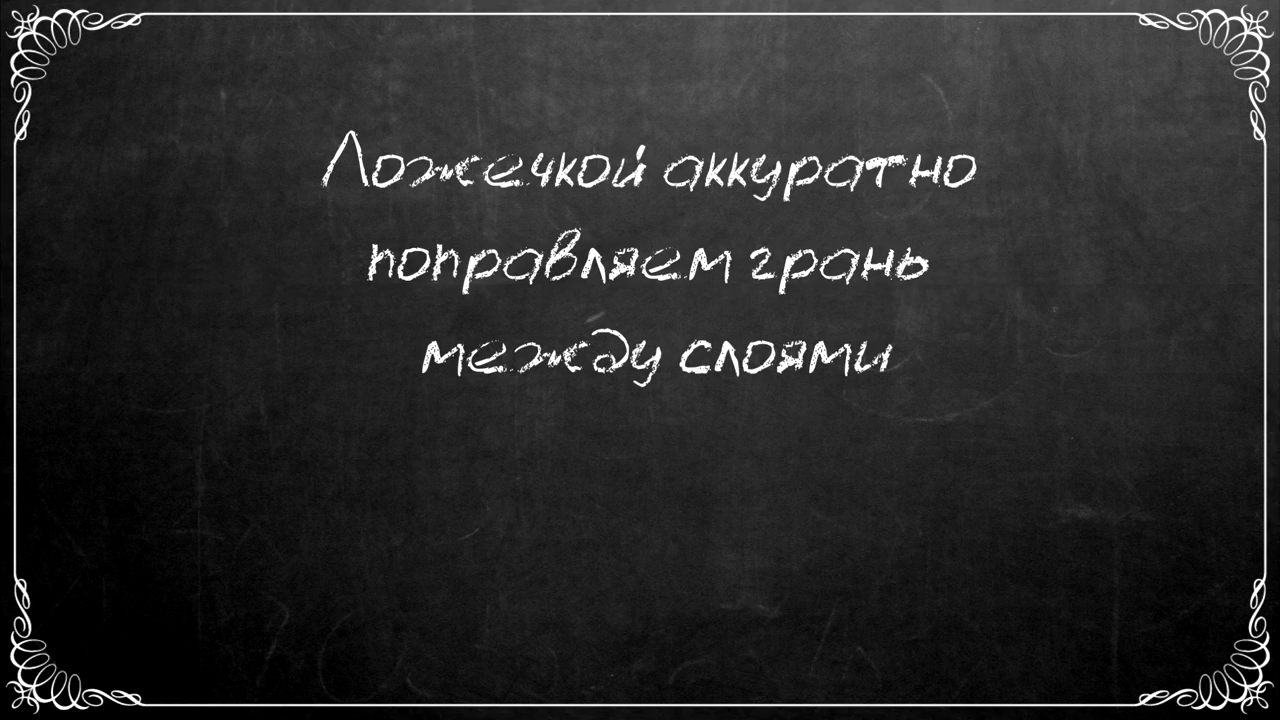 Ложечкой аккуратно
поправляем грань
между слоями